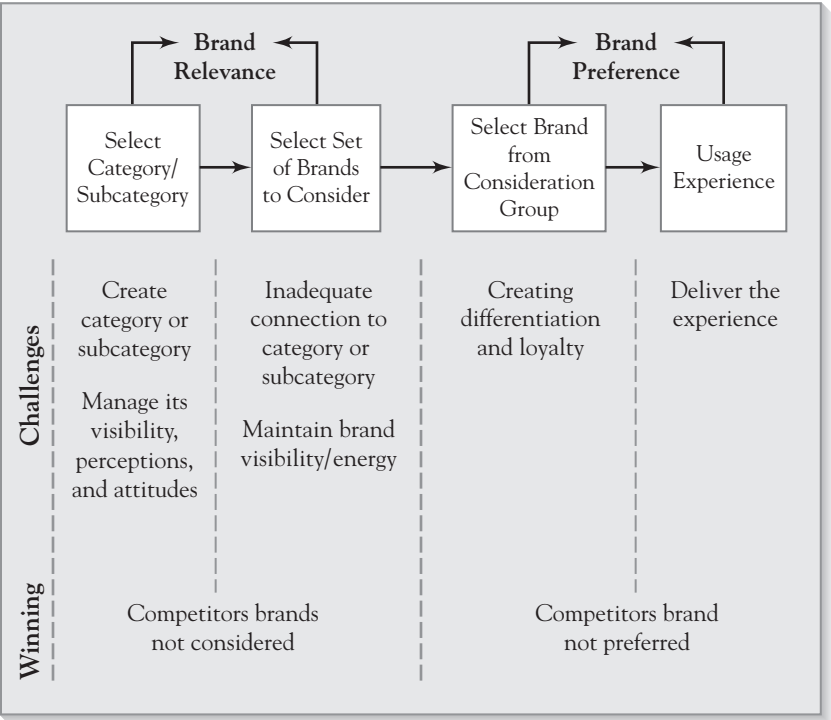 Brand
Relevance
Brand
Preference
Select
Category/
Subcategory
Select Set
of Brands
to Consider
Select Brand
from
Consideration
Group
Usage
Experience
Challenges
Create
category or
subcategory
Manage its
visibility,
perceptions,
and attitudes
Inadequate
connection to
category or
subcategory
Maintain brand
visibility/energy
Creating
differentiation
and loyalty
Deliver the
experience
Winning
Competitors brands
not considered
Competitors brand
not preferred